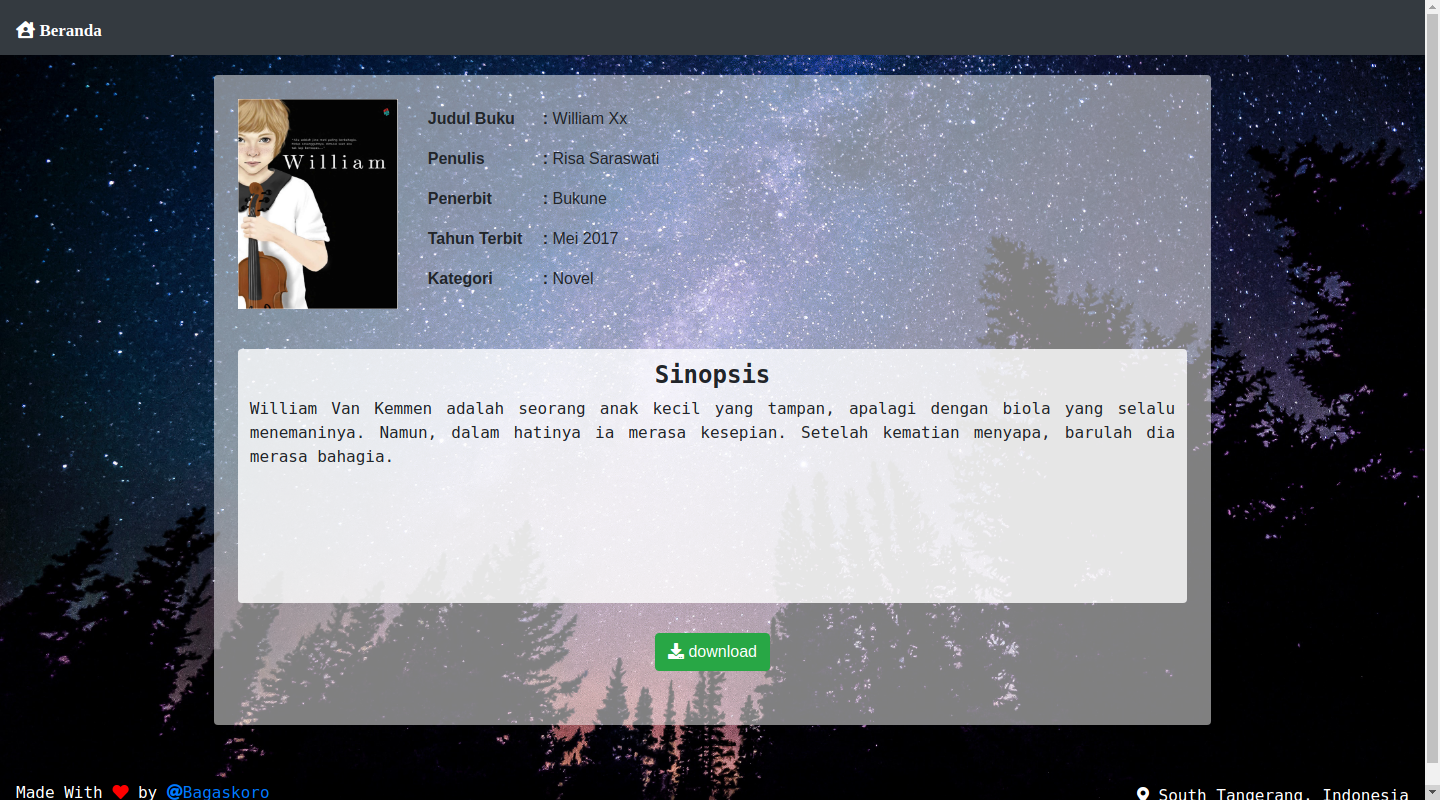 Beranda
William
Judul Buku : William Xx
Penulis : Risa Saraswati
Penerbit : Bukune
Tahun Terbit : Mei 2017
Kategori : Novel
Sinopsis
William Van Kemmen adalah seorang anak kecil yang tampan, apalagi dengan biola yang selalu
menemaninya. Namun, dalam hatinya ia merasa kesepian. Setelah kematian menyapa, barulah dia
merasa bahagia.
download
Made With ❤ by @Bagaskoro
South Tangerang, Indonesia